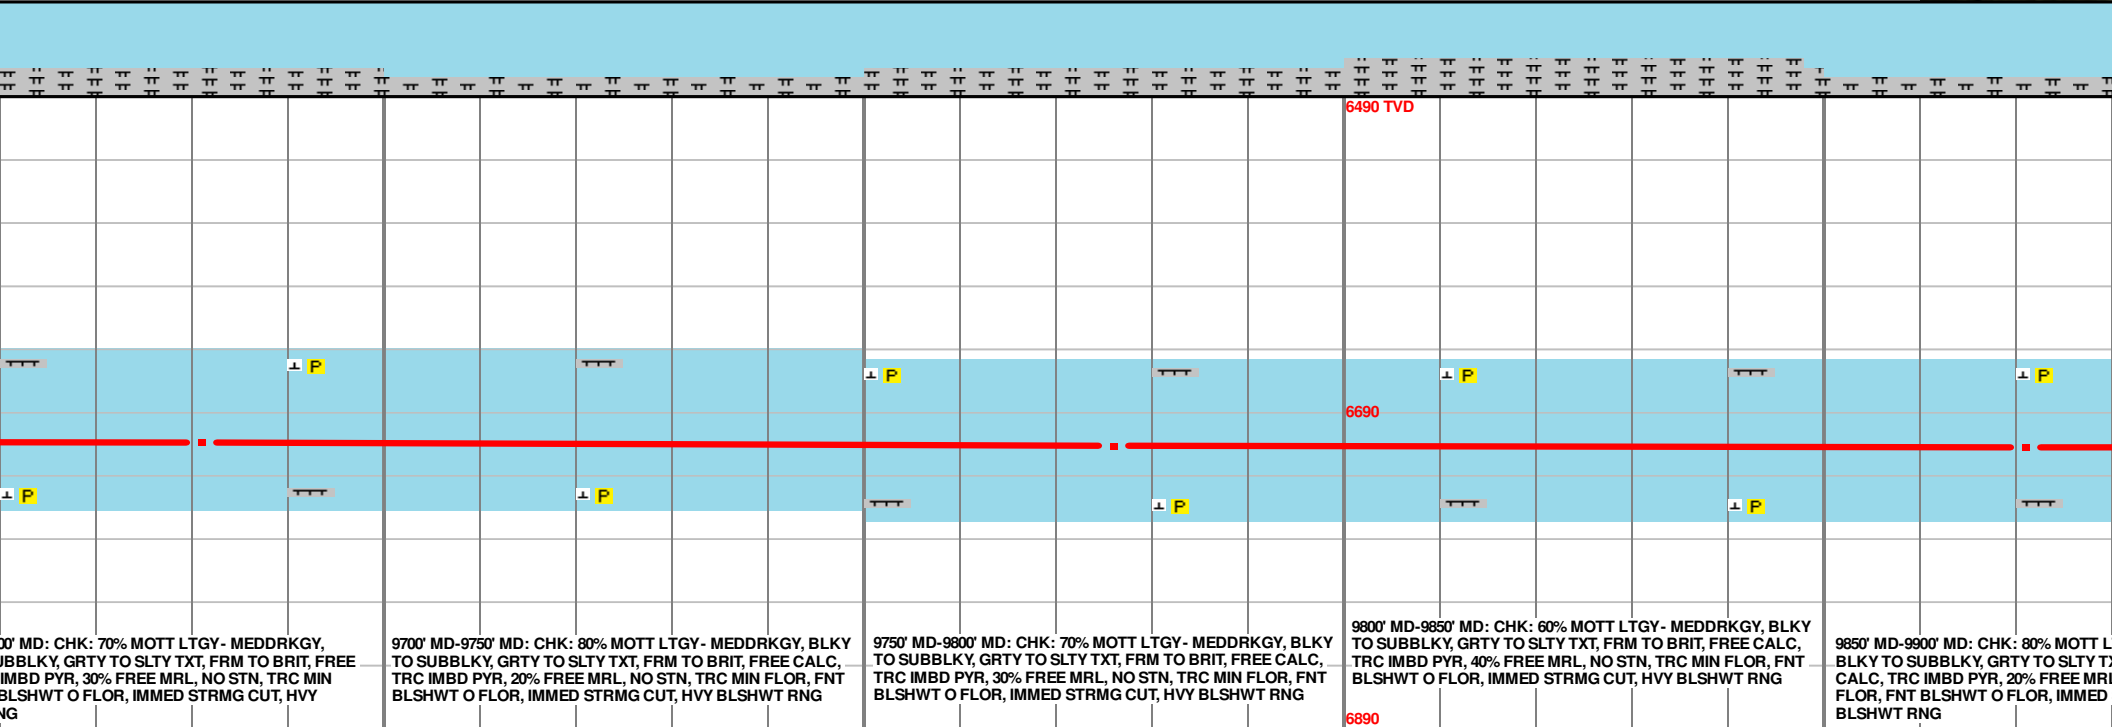 6490 TVD
P
P
P
P
P
6690
P
P
P
P
00' MD: CHK: 70% MOTT LTGY- MEDDRKGY,
UBBLKY, GRTY TO SLTY TXT, FRM TO BRIT, FREE
IMBD PYR, 30% FREE MRL, NO STN, TRC MIN
BLSHWT O FLOR, IMMED STRMG CUT, HVY
NG
9700' MD-9750' MD: CHK: 80% MOTT LTGY- MEDDRKGY, BLKY
TO SUBBLKY, GRTY TO SLTY TXT, FRM TO BRIT, FREE CALC,
TRC IMBD PYR, 20% FREE MRL, NO STN, TRC MIN FLOR, FNT
BLSHWT O FLOR, IMMED STRMG CUT, HVY BLSHWT RNG
9750' MD-9800' MD: CHK: 70% MOTT LTGY- MEDDRKGY, BLKY
TO SUBBLKY, GRTY TO SLTY TXT, FRM TO BRIT, FREE CALC,
TRC IMBD PYR, 30% FREE MRL, NO STN, TRC MIN FLOR, FNT
BLSHWT O FLOR, IMMED STRMG CUT, HVY BLSHWT RNG
9800' MD-9850' MD: CHK: 60% MOTT LTGY- MEDDRKGY, BLKY
TO SUBBLKY, GRTY TO SLTY TXT, FRM TO BRIT, FREE CALC,
TRC IMBD PYR, 40% FREE MRL, NO STN, TRC MIN FLOR, FNT
BLSHWT O FLOR, IMMED STRMG CUT, HVY BLSHWT RNG
9850' MD-9900' MD: CHK: 80% MOTT L
BLKY TO SUBBLKY, GRTY TO SLTY TX
CALC, TRC IMBD PYR, 20% FREE MRL
FLOR, FNT BLSHWT O FLOR, IMMED
BLSHWT RNG
6890